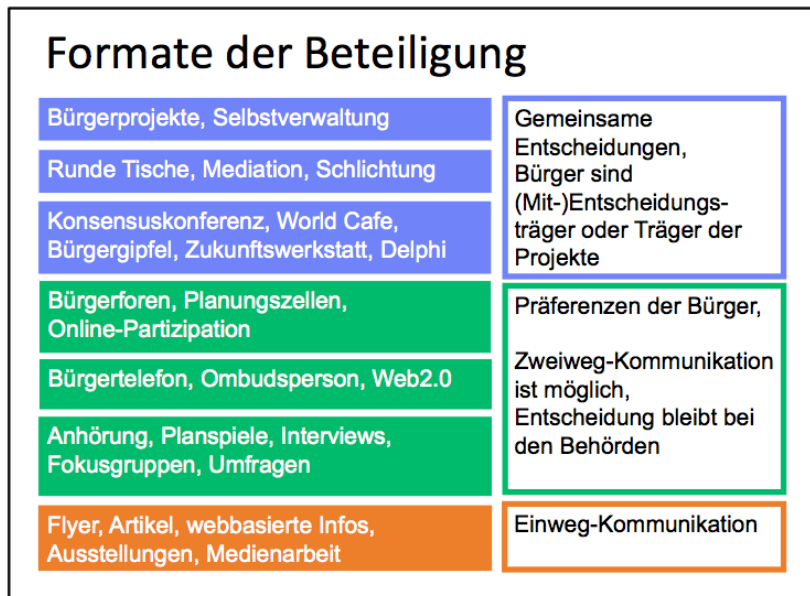 Formate der Beteiligung
Bürgerprojekte, Selbstverwaltung
Runde Tische, Mediation, Schlichtung
Konsensuskonferenz, World Cafe,
Bürgergipfel, Zukunftswerkstatt, Delphi
Gemeinsame
Entscheidungen,
Bürger sind
(Mit-)Entscheidungs-
träger oder Träger der
Projekte
Bürgerforen, Planungszellen,
Online-Partizipation
Bürgertelefon, Ombudsperson, Web2.0
Anhörung, Planspiele, Interviews,
Fokusgruppen, Umfragen
Präferenzen der Bürger,
Zweiweg-Kommunikation
ist möglich,
Entscheidung bleibt bei
den Behörden
Flyer, Artikel, webbasierte Infos,
Ausstellungen, Medienarbeit
Einweg-Kommunikation